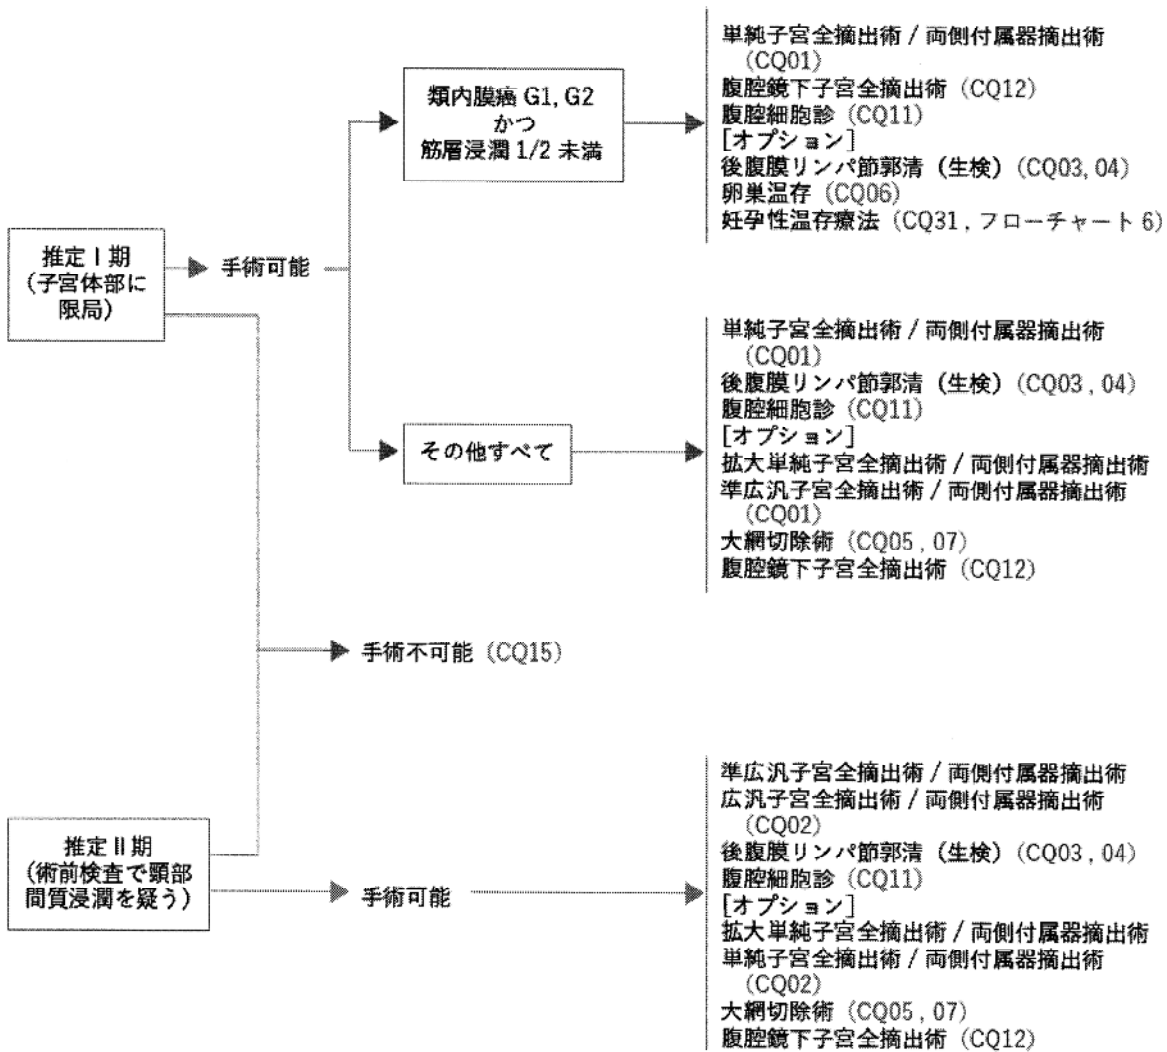 推定Ⅰ期
(子宮体部に
限局)
手術可能
類内膜癌 G1, G2
かつ
筋層浸潤 1/2 未満
単純子宮全摘出術 / 両側付属器摘出術
(CQ01)
腹腔鏡下子宮全摘出術 (CQ12)
腹腔細胞診 (CQ11)
[オプション]
後腹膜リンパ節郭清 (生検) (CQ03, 04)
卵巣温存 (CQ06)
妊孕性温存療法 (CQ31, フローチャート 6)
その他すべて
単純子宮全摘出術 / 両側付属器摘出術
(CQ01)
後腹膜リンパ節郭清 (生検) (CQ03, 04)
腹腔細胞診 (CQ11)
[オプション]
拡大単純子宮全摘出術 / 両側付属器摘出術
準広汎子宮全摘出術 / 両側付属器摘出術
(CQ01)
大網切除術 (CQ05, 07)
腹腔鏡下子宮全摘出術 (CQ12)
手術不可能 (CQ15)
推定Ⅱ期
(術前検査で頸部
間質浸潤を疑う)
手術可能
準広汎子宮全摘出術 / 両側付属器摘出術
広汎子宮全摘出術 / 両側付属器摘出術
(CQ02)
後腹膜リンパ節郭清 (生検) (CQ03, 04)
腹腔細胞診 (CQ11)
[オプション]
拡大単純子宮全摘出術 / 両側付属器摘出術
単純子宮全摘出術 / 両側付属器摘出術
(CQ02)
大網切除術 (CQ05, 07)
腹腔鏡下子宮全摘出術 (CQ12)